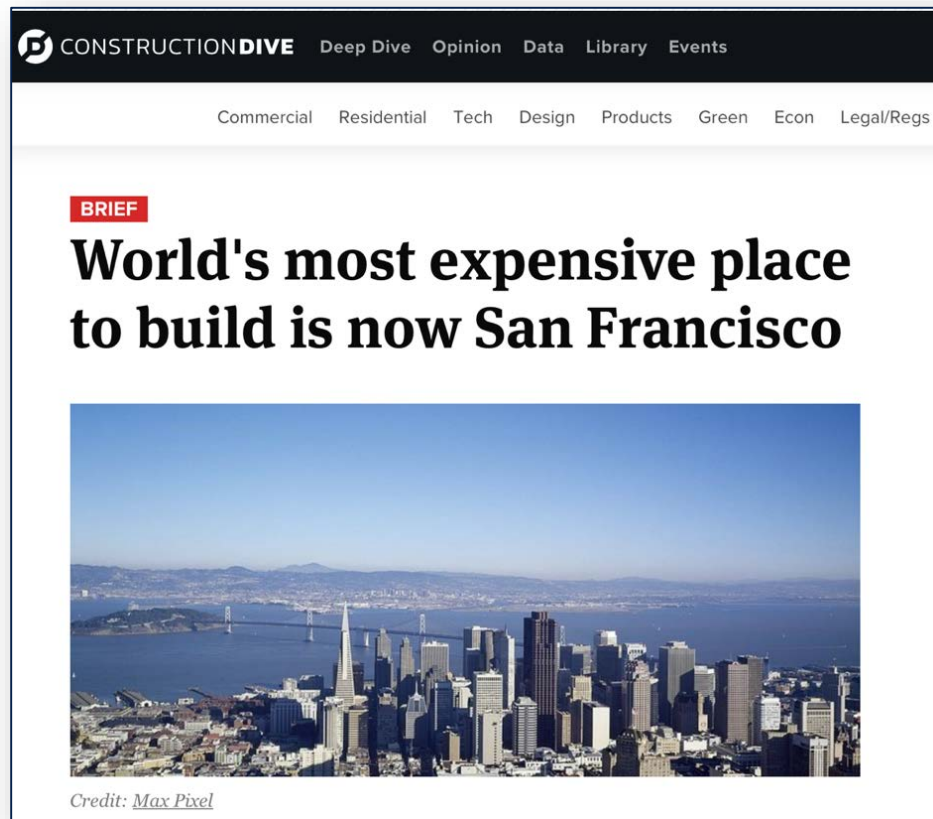 CONSTRUCTIONDIVE Deep Dive Opinion Data Library Events
Commercial Residential Tech Design Products Green Econ Legal/Regs
BRIEF
World's most expensive place
to build is now San Francisco
Credit: Max Pixel